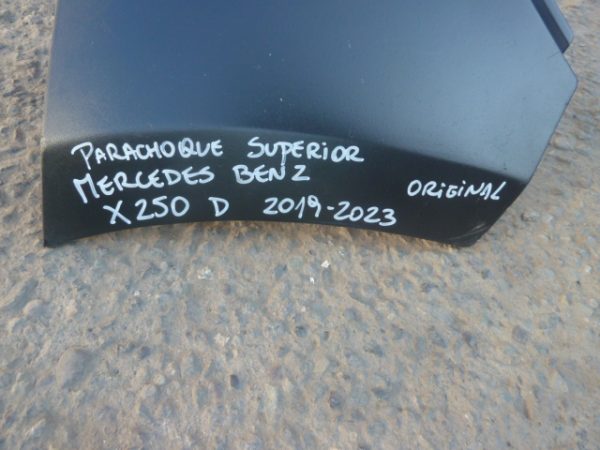 PARACHOQUE SUPERIOR
MERCEDES BENZ
ORIGINAL
X250 D 2019-2023